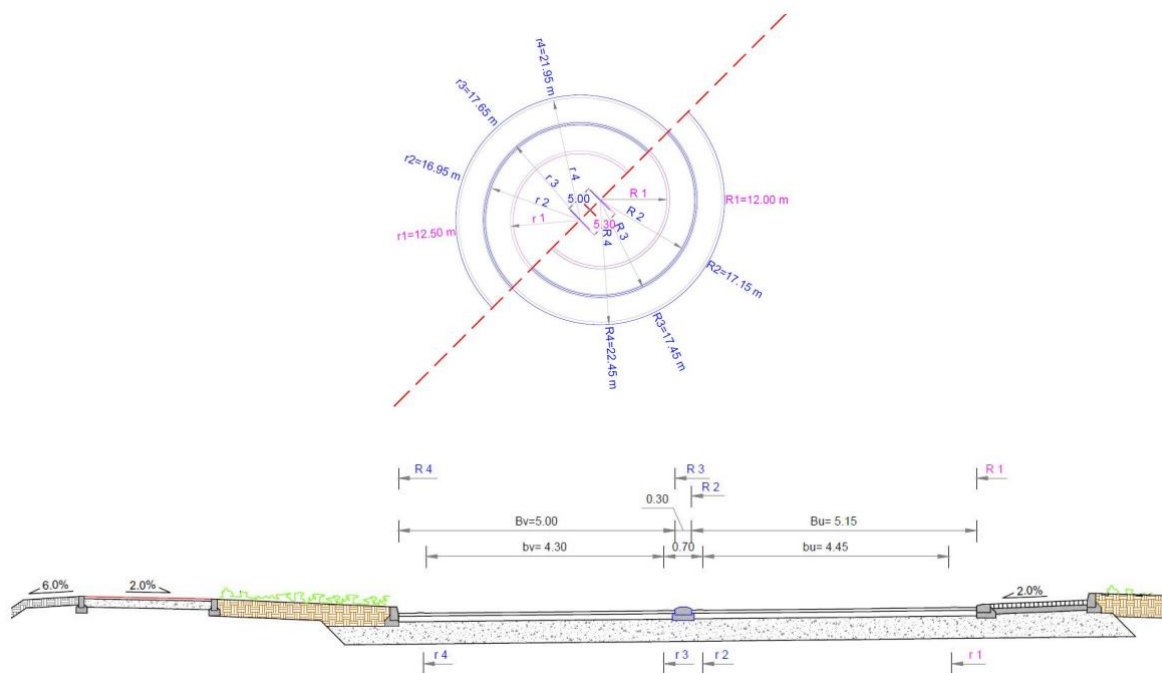 r4=21.95 m
r3=17.65 m
r2=16.95 m
r1=12.50 m
r 4
r 3
r 2
r 1
5.00
5.30
R 1
R 2
R 3
R 4
R1=12.00 m
R2=17.15 m
R3=17.45 m
R4=22.45 m
R 4
R 3
R 1
R 2
0.30
Bv=5.00
Bu= 5.15
bv= 4.30
0.70
bu= 4.45
6.0%
2.0%
2.0%
r 4
r 3
r 2
r 1